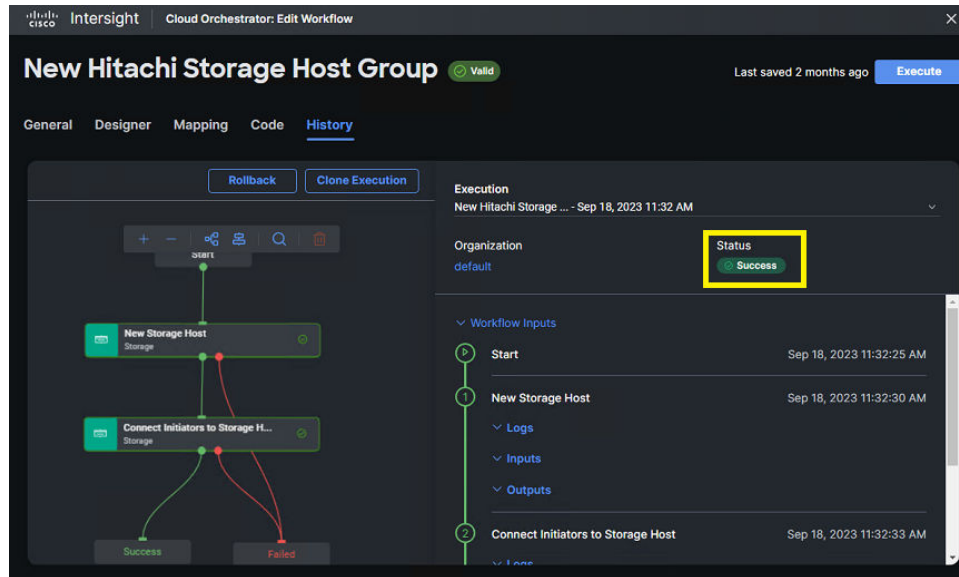 cisco Intersight Cloud Orchestrator: Edit Workflow
New Hitachi Storage Host Group Valid
Last saved 2 months ago Execute
General Designer Mapping Code History
Rollback Clone Execution
Start
New Storage Host
Storage
Connect Initiators to Storage H...
Storage
Success Failed
Execution
New Hitachi Storage ... - Sep 18, 2023 11:32 AM
Organization Status
default Success
Workflow Inputs
Start Sep 18, 2023 11:32:25 AM
1 New Storage Host Sep 18, 2023 11:32:30 AM
Logs
Inputs
Outputs
2 Connect Initiators to Storage Host Sep 18, 2023 11:32:33 AM
Logs